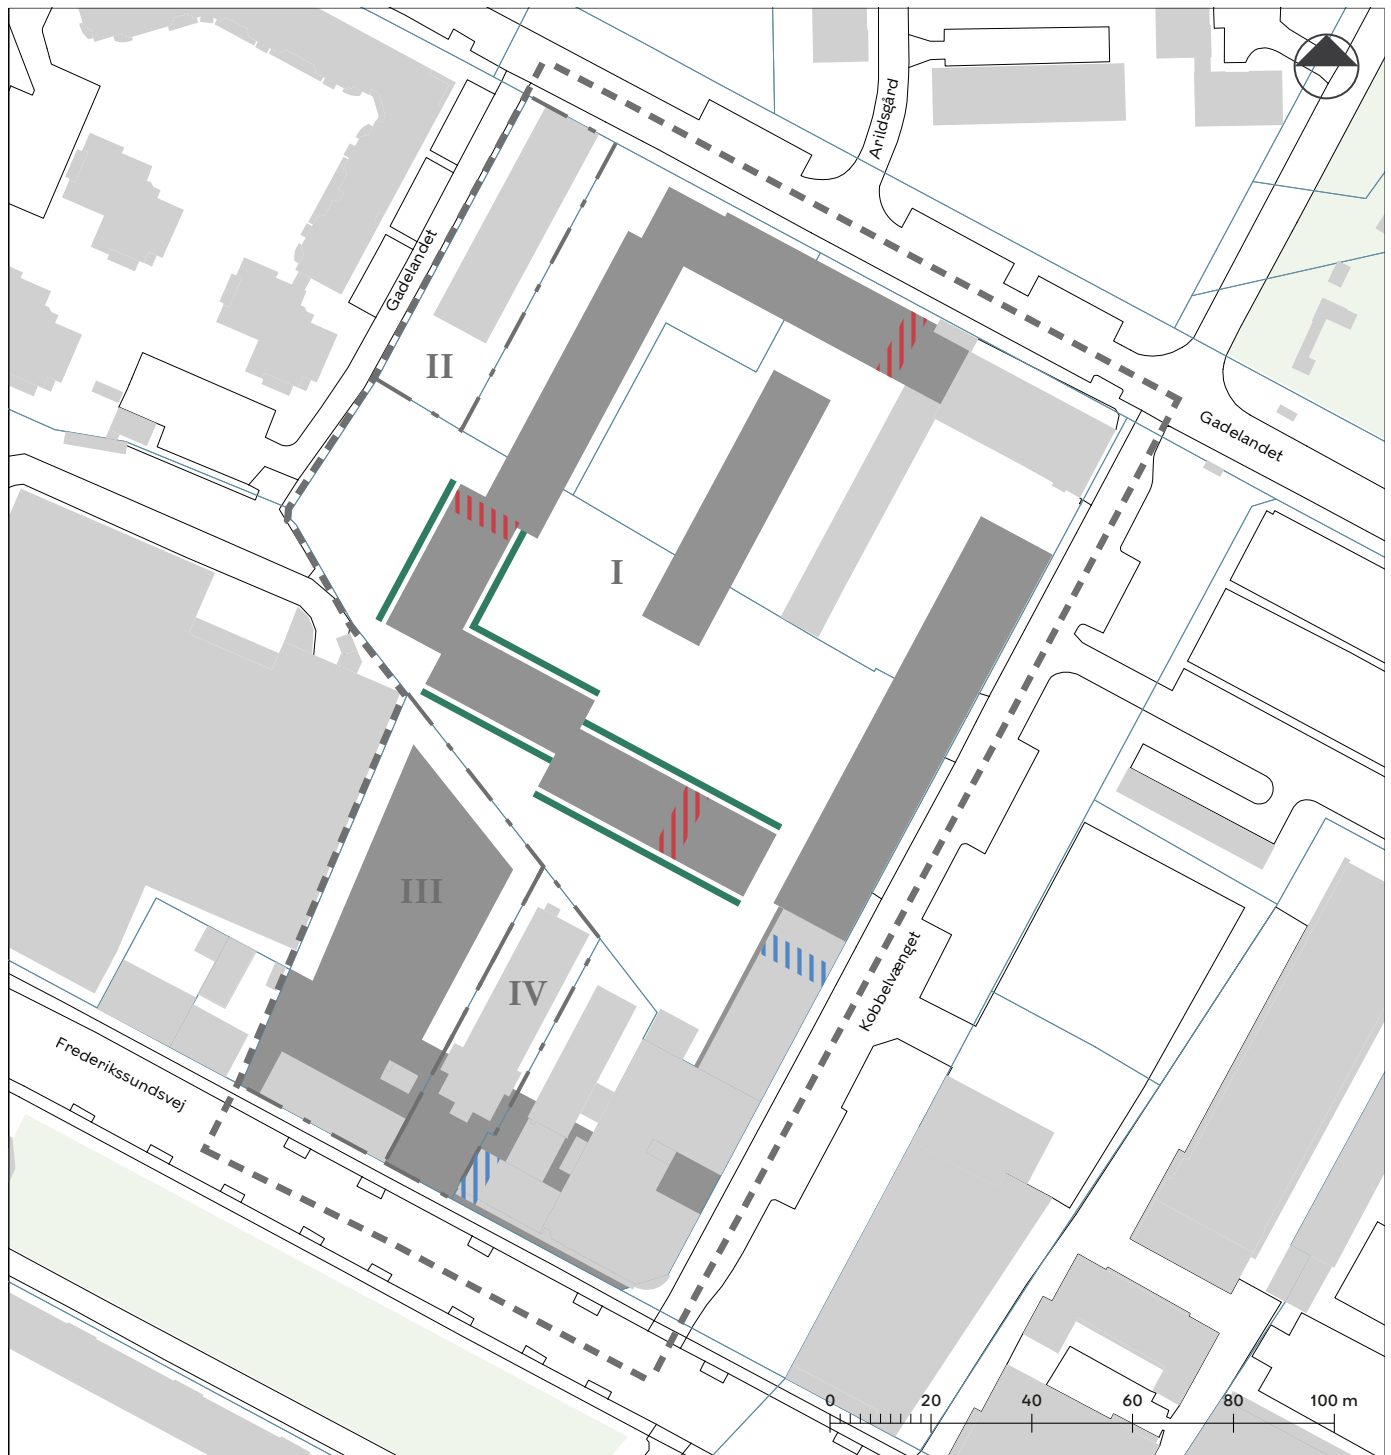 Arildsgård
Gadelandet
II
Gadelandet
I
III
IV
Kobbelvænget
Frederikssundsvej
0 20 40 60 80 100 m